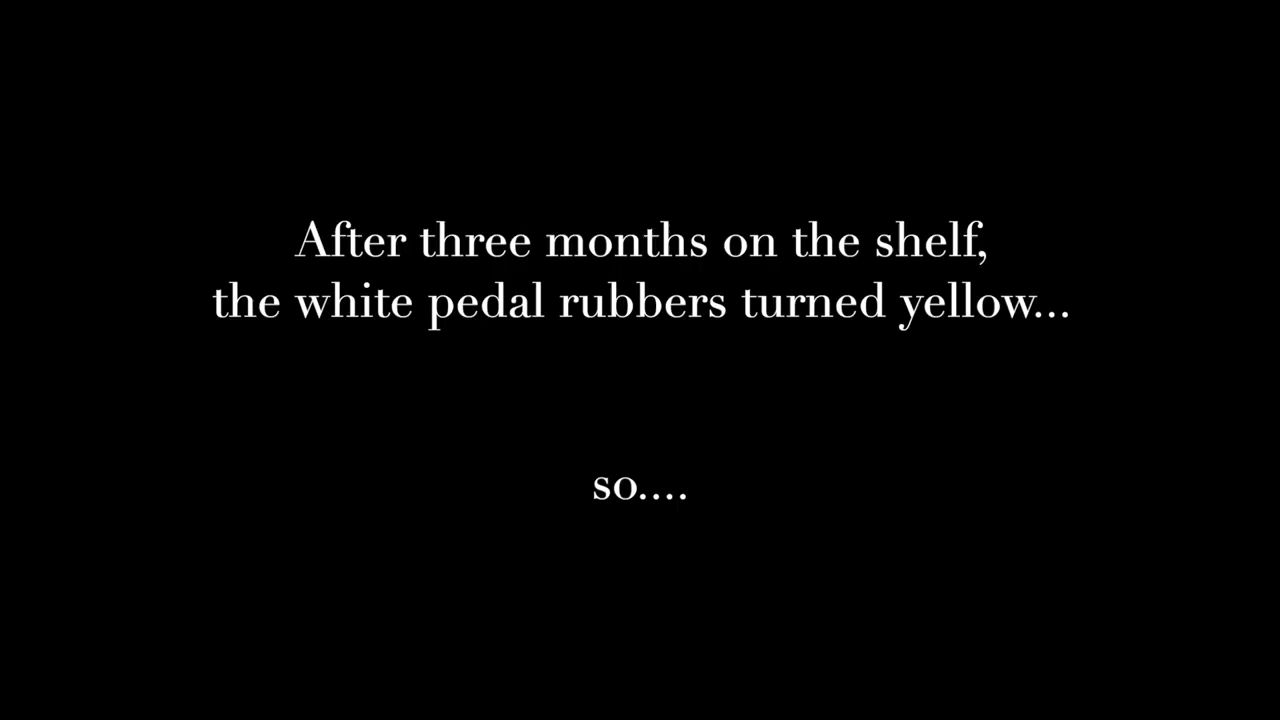 After three months on the shelf,
the white pedal rubbers turned yellow...
so....